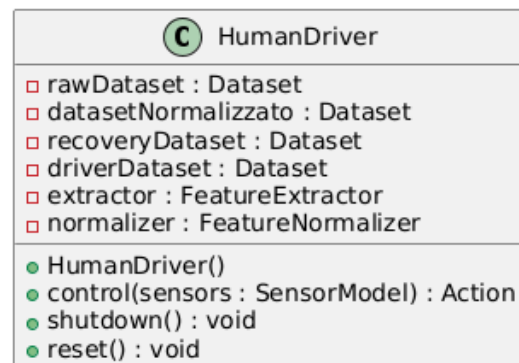 C HumanDriver
rawDataset : Dataset
datasetNormalizzato : Dataset
recoveryDataset : Dataset
driverDataset : Dataset
extractor : FeatureExtractor
normalizer : FeatureNormalizer
HumanDriver()
control(sensors : SensorModel) : Action
shutdown() : void
reset() : void